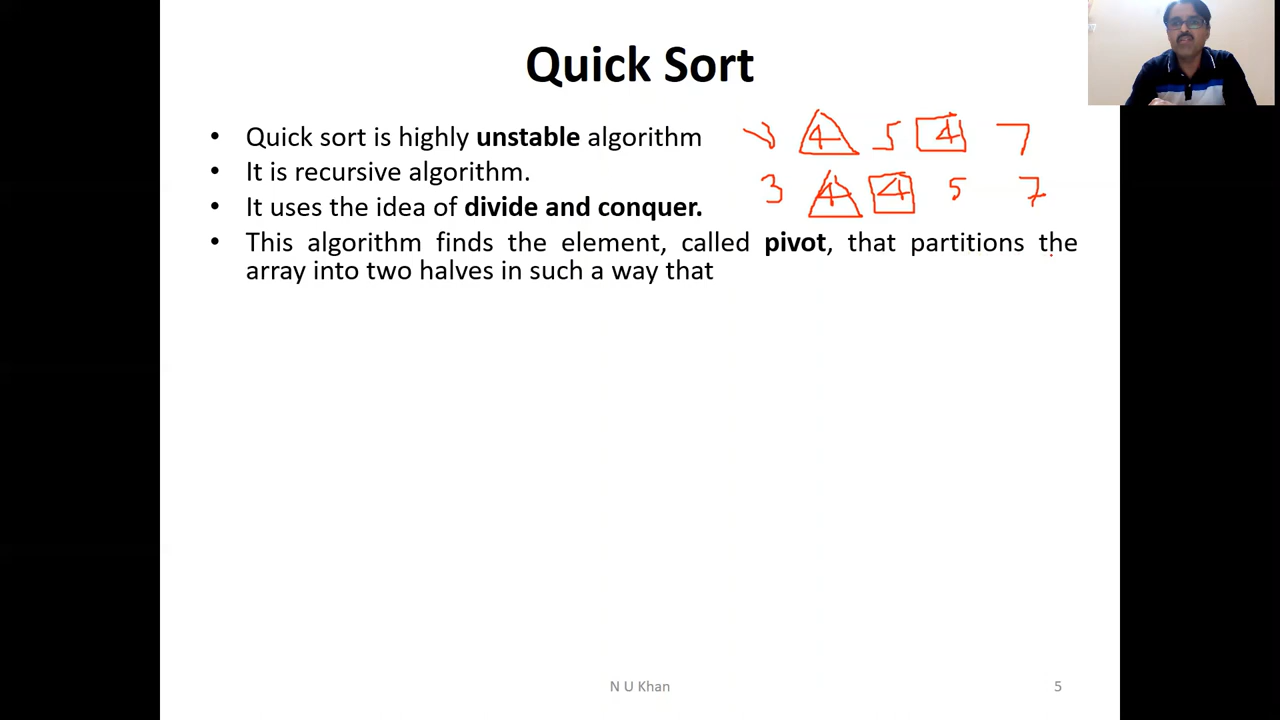 Quick Sort
• Quick sort is highly unstable algorithm
3 4 5 4 7
• It is recursive algorithm.
3 4 4 5 7
• It uses the idea of divide and conquer.
• This algorithm finds the element, called pivot, that partitions the
array into two halves in such a way that
N U Khan
5